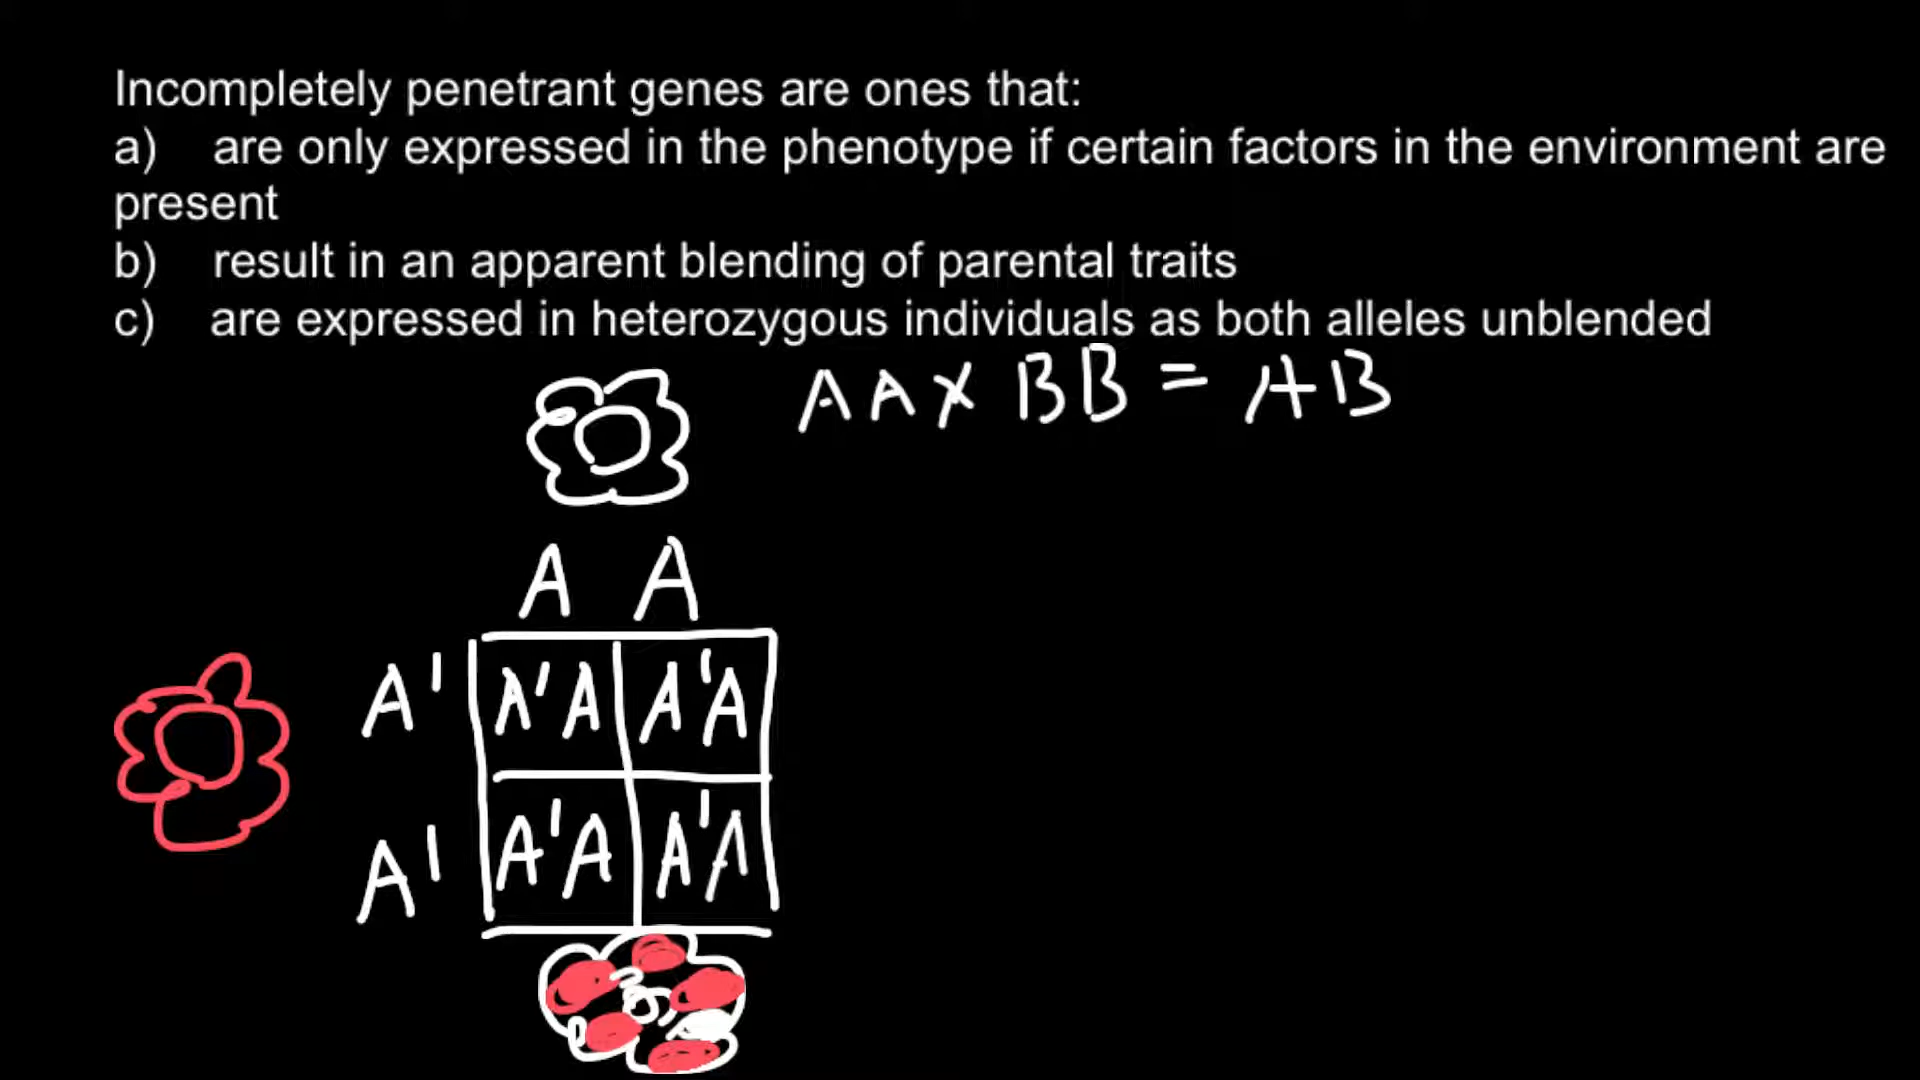 Incompletely penetrant genes are ones that:
a) are only expressed in the phenotype if certain factors in the environment are
present
b) result in an apparent blending of parental traits
c) are expressed in heterozygous individuals as both alleles unblended
AA x BB = AB
A A
A' A'A A'A
A' A'A A'A